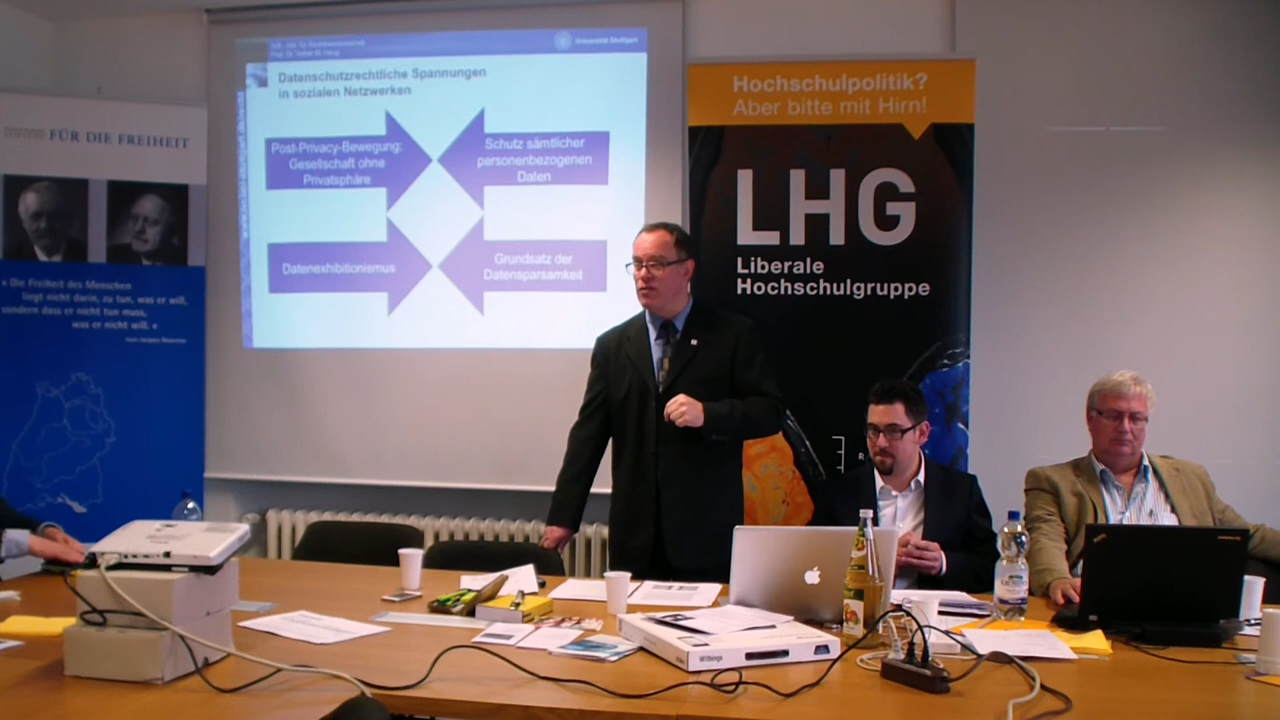 FÜR DIE FREIHEIT
« Die Freiheit des Menschen
liegt nicht darin, zu tun, was er will,
sondern dass er nicht tun muss,
was er nicht will. »
Universität Stuttgart
Datenschutzrechtliche Spannungen
in sozialen Netzwerken
Post-Privacy-Bewegung:
Gesellschaft ohne
Privatsphäre
Schutz sämtlicher
personenbezogenen
Daten
Datenexhibitionismus
Grundsatz der
Datensparsamkeit
Hochschulpolitik?
Aber bitte mit Hirn!
LHG
Liberale
Hochschulgruppe
Withings
ThinkPad